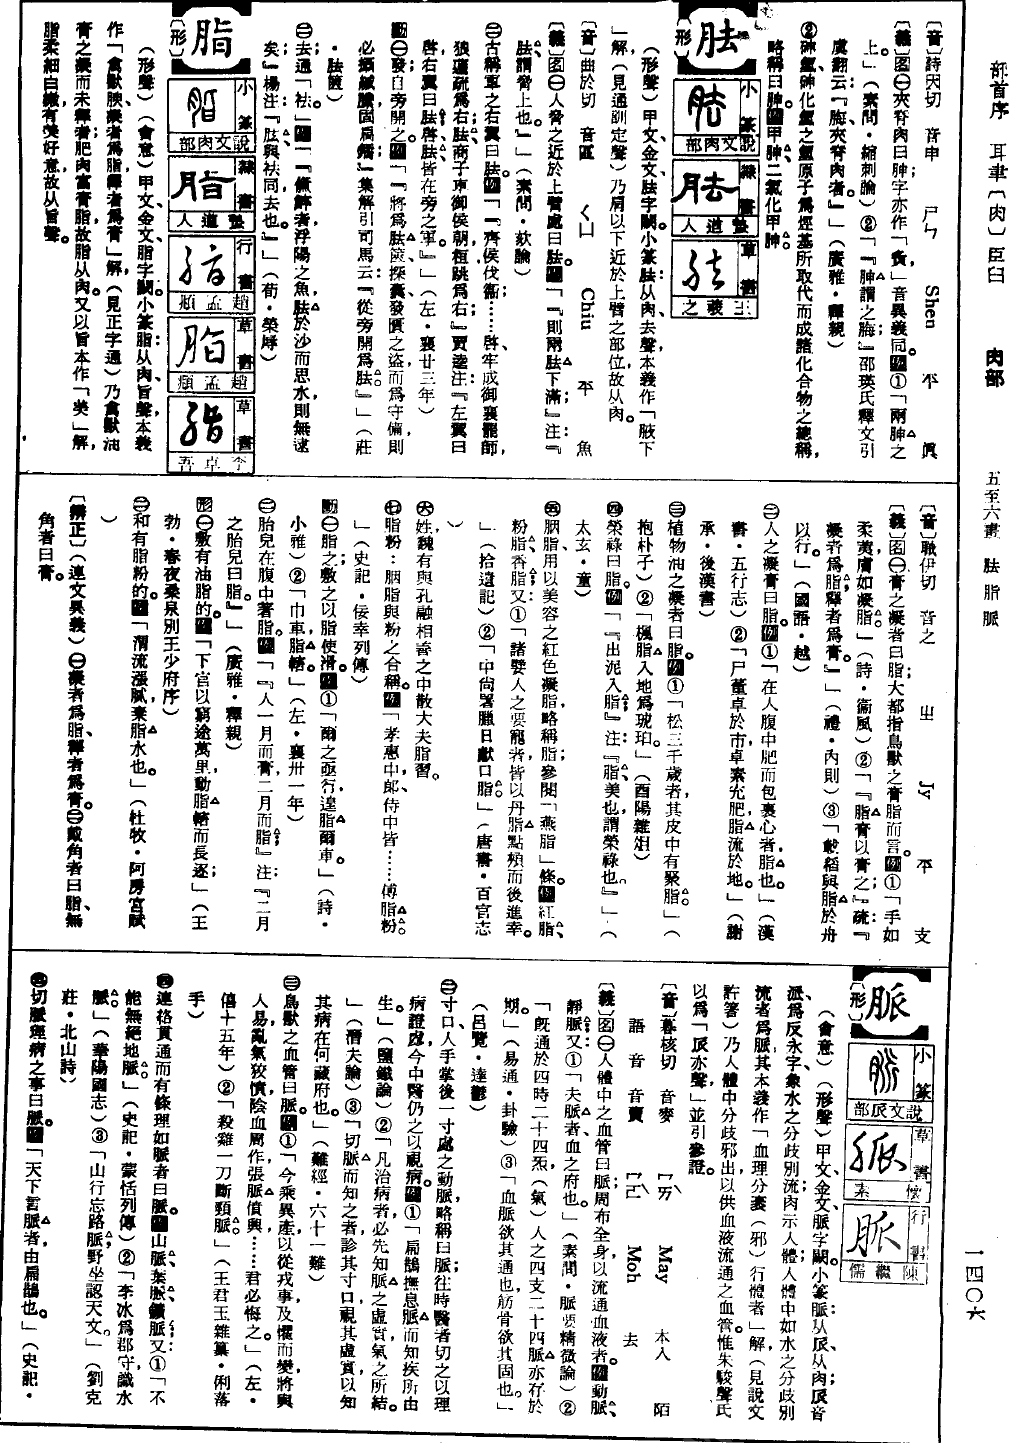 部首序 耳聿〔肉〕臣臼 肉部 五至六畫 胠脂脈 一四〇六
〔音〕詩眞切 音申 ㄕㄣ Shen 平 眞
〔義〕㊀夾脊肉曰胂字亦作「䐜」音異義同。例①「兩胂之
上。」(素問・繆刺論)②「『胂謂之脢』邵瑛氏釋文引
虞翻云『脢夾脊肉者』」(廣雅・釋親)
②砷氫砷化氫之氫原子爲烴基所取代而成諸化合物之總稱,
略稱曰胂。例甲胂、二氯化甲胂。
胠
〔形〕
小篆 說文肉部
隸書 蟄道人
草書 王羲之
(形聲)甲文、金文胠字闕。小篆胠从肉去聲本義作「腋下
」解(見通訓定聲)乃肩以下近於上臂之部位,故从肉。
〔音〕曲於切 音區 ㄑㄩ Chiu 平 魚
〔義〕名㊀人脅之近於上臂處曰胠。例「『則兩胠下滿』注『
胠謂脅上也。』」(素問・欬論)
㊁古稱軍之右翼曰胠。例「『齊侯伐衞……啓牢成御襄罷師,
狼蘧疏爲右;胠商子車御侯朝桓跳爲右』賈逵注:『左翼曰
啓右翼曰胠啓胠皆在旁之軍。』」(左・襄廿三年)
動㊀發自旁開之。例「『將爲胠篋探囊發匱之盜而爲守備則
必攝緘縢固扃鐍』集解引司馬云:『從旁開爲胠』」(莊
・胠篋)
㊁去通「祛」。例「『鯈䱁者浮陽之魚胠於沙而思水則無逮
矣』楊注:『胠與祛同去也。』」(荀・榮辱)
脂
〔形〕
小篆 說文肉部
隸書 蟄道人
行書 趙孟頫
草書 趙孟頫
草書 李卓吾
(形聲)(會意)甲文、金文脂字闕。小篆脂从肉旨聲本義
作「禽獸腴凝者爲脂釋者爲膏」解(見正字通)乃禽獸油
膏之凝而未釋者肥肉富膏脂,故脂从肉。又以旨本作「美」解,
脂柔細白嫩有美好意,故从旨聲。
〔音〕職伊切 音之 ㄓ Jy 平 支
〔義〕名㊀膏之凝者曰脂大都指鳥獸之膏脂而言。例①「手如
柔荑,膚如凝脂。」(詩・衞風)②「『脂膏以膏之』疏:『
凝者爲脂釋者爲膏。』」(禮・內則)③「載稻與脂於舟
以行。」(國語・越)
㊁人之凝膏曰脂。例①「在人腹中肥而包裹心者脂也。」(漢
書・五行志)②「尸董卓於市卓素充肥脂流於地。」(謝
承・後漢書)
㊂植物油之凝者曰脂。例①「松三千歲者其皮中有聚脂。」(
抱朴子)②「楓脂入地爲琥珀。」(酉陽雜俎)
㊃榮祿曰脂。例「『出泥入脂』注:『脂、美也,謂榮祿也。』」(
太玄・童)
㊄胭脂用以美容之紅色凝脂,略稱脂參閱「燕脂」條。例紅脂、
粉脂、香脂。又①「諸嬖人之要寵者皆以丹脂點頰而後進幸。
」(拾遺記)②「中尙署臘日獻口脂。」(唐書・百官志
)
㊅姓,魏有與孔融相善之中散大夫脂習。
㊆脂粉:胭脂與粉之合稱。例「孝惠中,郎侍中皆……傅脂粉。
」(史記・佞幸列傳)
動㊀脂之敷之以脂使滑。例①「爾之亟行遑脂爾車。」(詩・
小雅)②「巾車脂轄。」(左・襄卅一年)
㊁胎兒在腹中著脂。例「『人一月而膏二月而脂』注:『二月
之胎兒曰脂。』」(廣雅・釋親)
形㊀敷有油脂的。例「下官以窮途萬里動脂轄而長逐;」(王
勃・春夜桑泉別王少府序)
㊁和有脂粉的。例「渭流漲膩棄脂水也。」(杜牧・阿房宮賦
)
〔辨正〕(連文異義)㊀凝者爲脂、釋者爲膏。㊁戴角者曰脂、無
角者曰膏。
脈
〔形〕
小篆 說文𠂢部
草書 懷素
行書 陳繼儒
(會意)(形聲)甲文、金文脈字闕。小篆脈从𠂢从肉𠂢音
派,爲反永字象水之分歧別流,肉示人體,人體中如水之分歧別
流者爲脈其本義作「血理分衺(邪)行體者」解(見說文
許箸)乃人體中分歧邪出以供血液流通之血管。惟朱駿聲氏
以爲「𠂢亦聲,」並引參證。
〔音〕暮核切 音麥 ㄇㄞˋ May 本入 陌
語音 音賣 ㄇㄛˋ Moh 去
〔義〕名㊀人體中之血管曰脈周布全身,以流通血液者。例動脈、
靜脈。又①「夫脈者血之府也。」(素問・脈要精微論)②
「旣通於四時二十四炁(氣)人之四支二十四脈亦存於
期。」(易通・卦驗)③「血脈欲其通也,筋骨欲其固也。」
(呂覽・達鬱)
㊁寸口,人手掌後一寸處之動脈略稱曰脈;往時醫者切之以理
病證處,今中醫仍之以視病。例①「扁鵲撫息脈而知疾所由
生。」(鹽鐵論)②「凡治病者必先知脈之虛實氣之所結。
」(潛夫論)③「切脈而知之者診其寸口視其虛實以知
其病在何藏府也。」(難經・六十一難)
㊂鳥獸之血管曰脈。例①「今乘異產以從戎事及懼而變,將與
人易亂氣狡憤陰血周作張脈僨興……君必悔之。」(左・
僖十五年)②「殺雞一刀斷頸脈。」(王君玉雜纂・俐落
手)
㊃連絡貫通而有條理如脈者曰脈。例山脈、葉脈、鑛脈。又:①「不
能無絕地脈。」(史記・蒙恬列傳)②「李冰爲郡守識水
脈。」(華陽國志)③「山行忘路脈野坐認天文。」(劉克
莊・北山詩)
㊄切脈經病之事曰脈。例「天下言脈者由扁鵲也。」(史記・